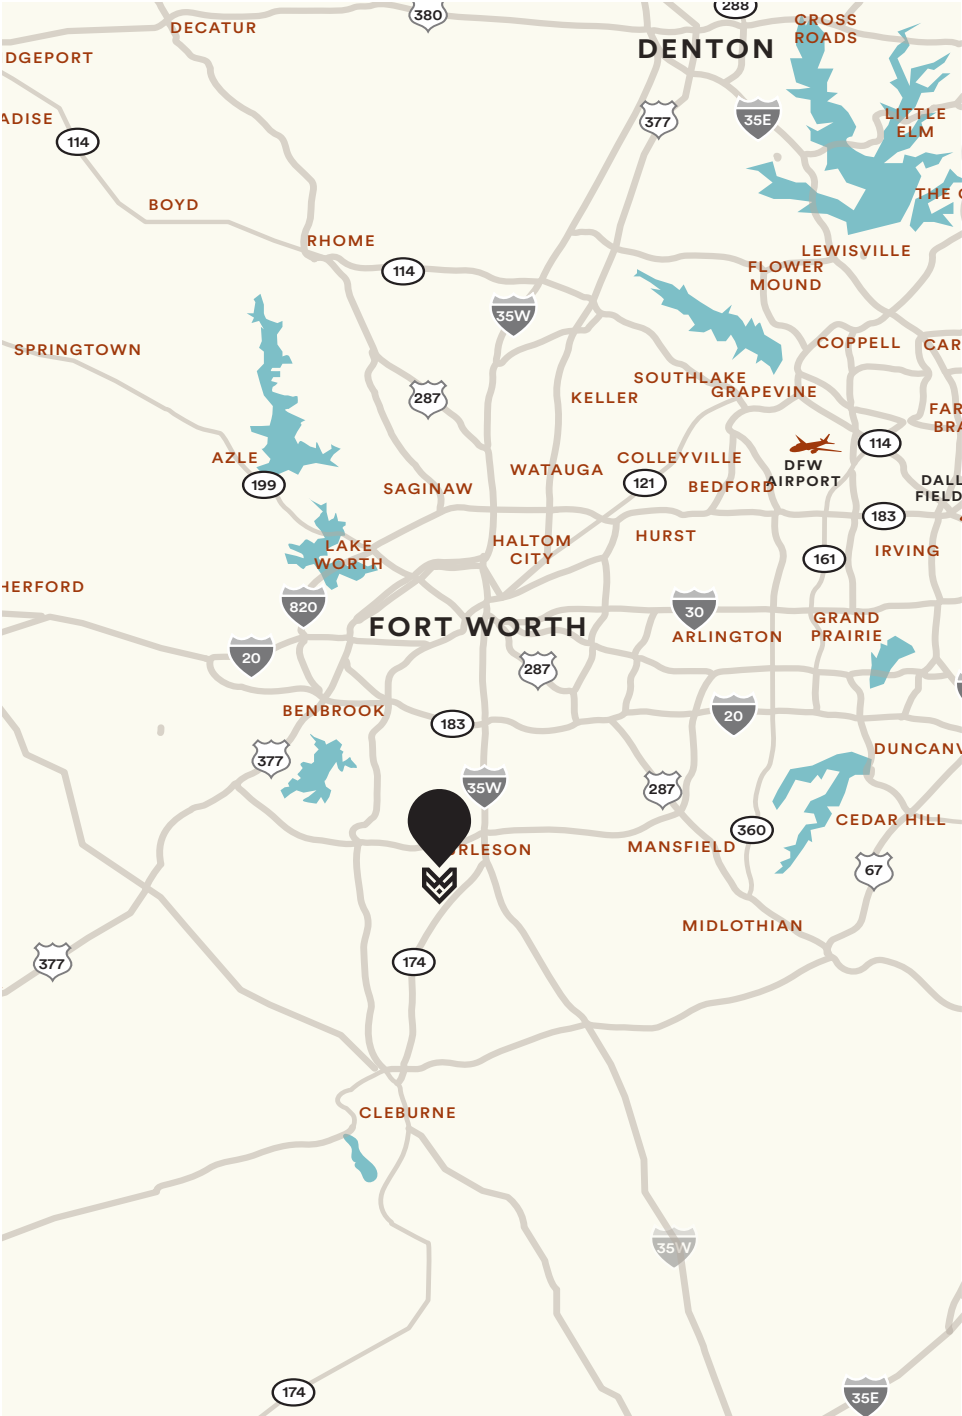 288
380
CROSS
ROADS
DECATUR
DENTON
DGEPORT
LITTLE
ELM
ADISE
377
35E
114
THE C
BOYD
RHOME
LEWISVILLE
FLOWER
MOUND
114
35W
SPRINGTOWN
COPPELL
CAR
SOUTHLAKE
GRAPEVINE
287
KELLER
FAR
BRA
114
AZLE
WATAUGA
COLLEYVILLE
DFW
AIRPORT
199
SAGINAW
121
BEDFORD
DALL
FIELD
183
HURST
HALTOM
CITY
LAKE
WORTH
161
IRVING
HERFORD
820
30
GRAND
PRAIRIE
FORT WORTH
ARLINGTON
20
287
BENBROOK
183
20
377
DUNCANV
35W
287
CEDAR HILL
360
RLESON
MANSFIELD
67
MIDLOTHIAN
377
174
CLEBURNE
35W
174
35E